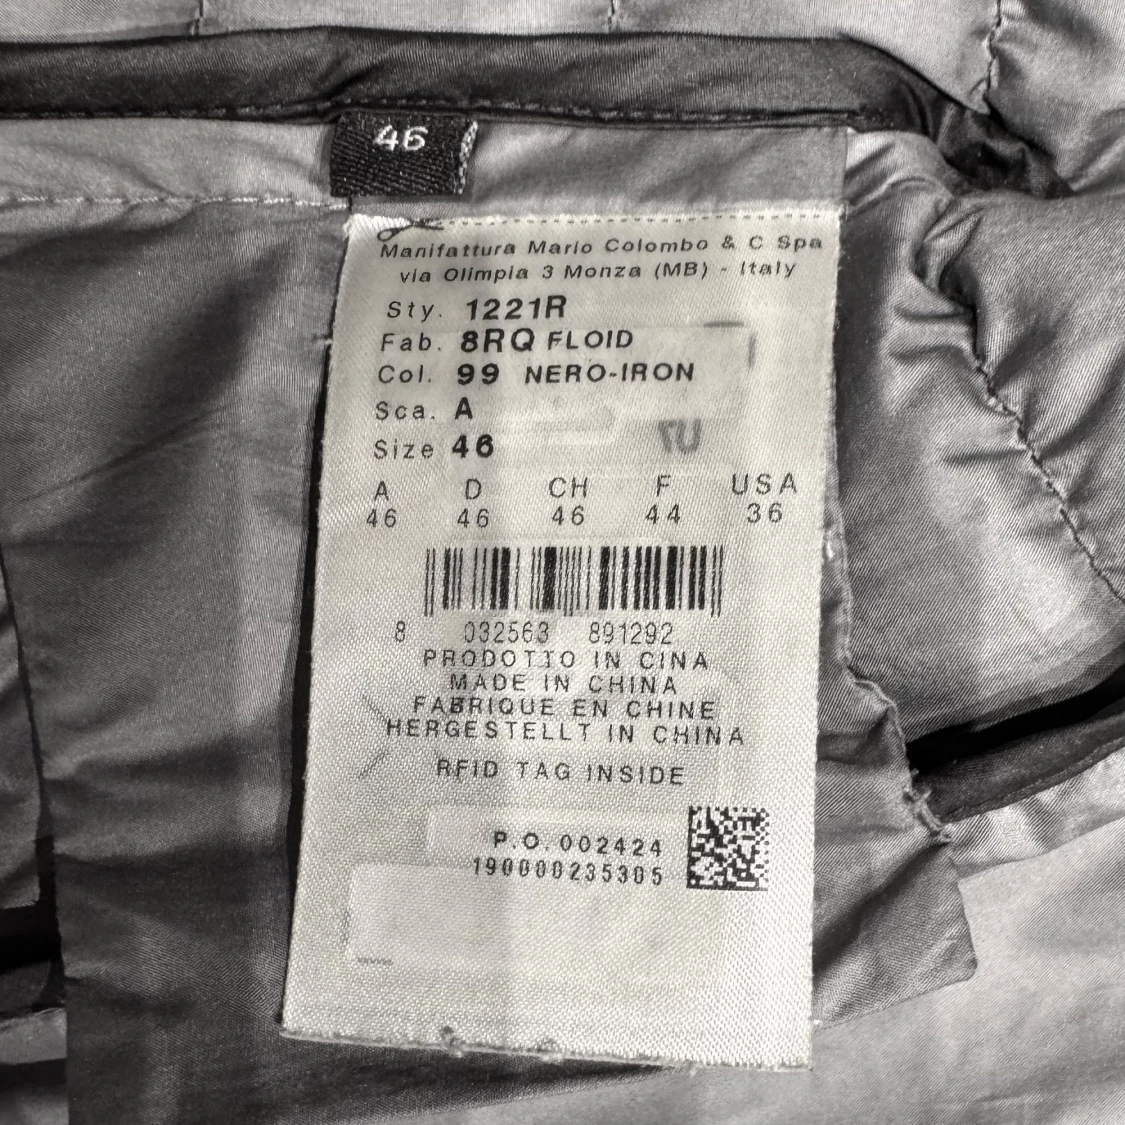 46
Manifattura Mario Colombo & C Spa
via Olimpia 3 Monza (MB) - Italy
Sty. 1221R
Fab. 8RQ FLOID
Col. 99 NERO-IRON
Sca. A
Size 46
A D CH F USA
46 46 46 44 36
8 032563 891292
PRODOTTO IN CINA
MADE IN CHINA
FABRIQUE EN CHINE
HERGESTELLT IN CHINA
RFID TAG INSIDE
P.O. 002424
190000235305